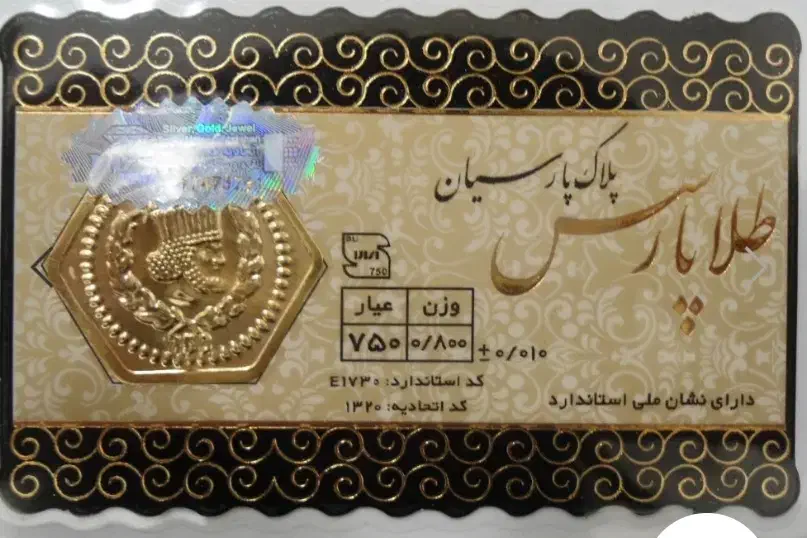 Silver, Gold, Jewel
پلاک پارسیان
طلا پارس
750
وزن عیار
۰/۸۰۰ ۷۵۰
± ۰/۰۱۰
کد استاندارد: E۱۷۳۰
کد اتحادیه: ۱۳۲۰
دارای نشان ملی استاندارد